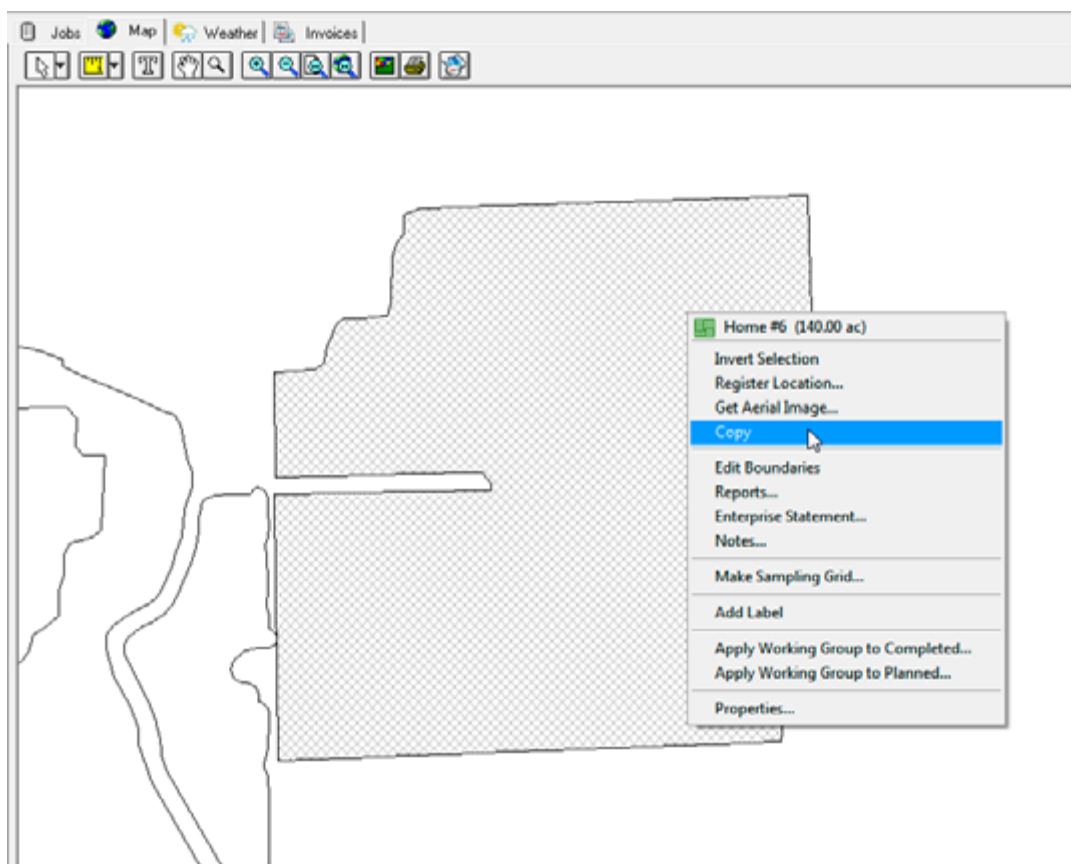 Jobs Map Weather Invoices
T
Home #6 (140.00 ac)
Invert Selection
Register Location...
Get Aerial Image...
Copy
Edit Boundaries
Reports...
Enterprise Statement...
Notes...
Make Sampling Grid...
Add Label
Apply Working Group to Completed...
Apply Working Group to Planned...
Properties...